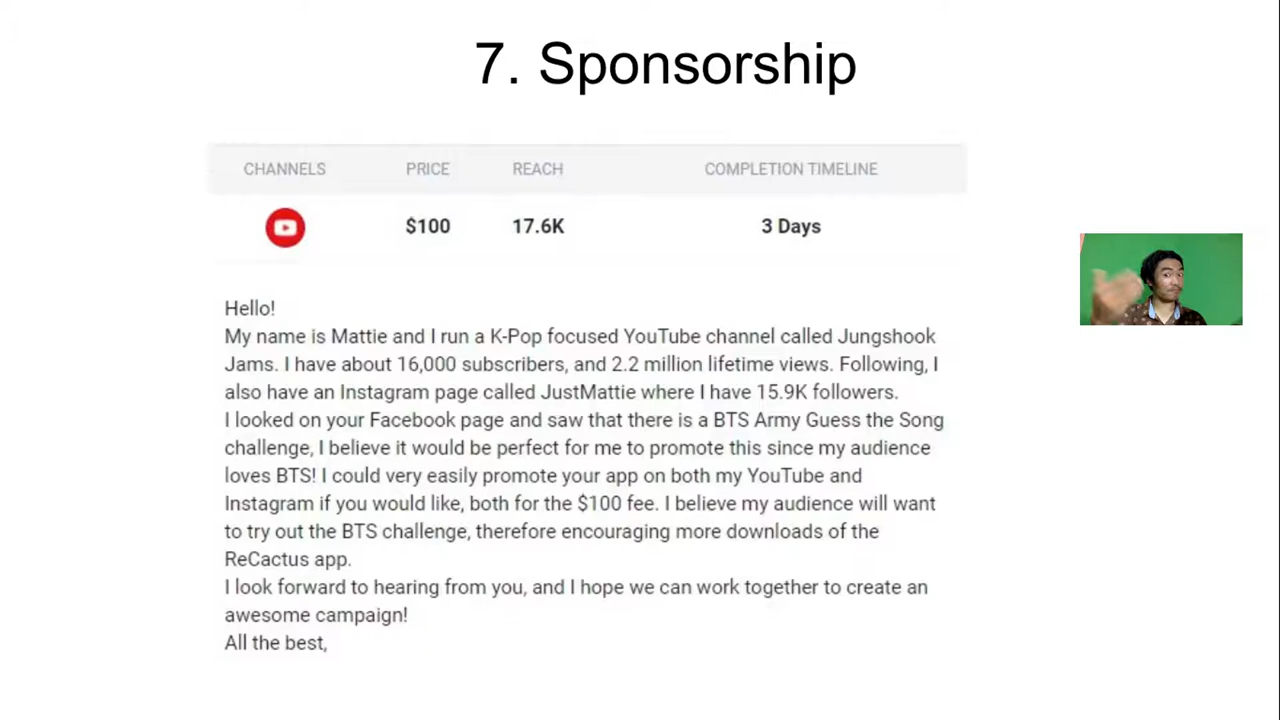 7. Sponsorship
CHANNELS PRICE REACH COMPLETION TIMELINE
$100 17.6K 3 Days
Hello!
My name is Mattie and I run a K-Pop focused YouTube channel called Jungshook
Jams. I have about 16,000 subscribers, and 2.2 million lifetime views. Following, I
also have an Instagram page called JustMattie where I have 15.9K followers.
I looked on your Facebook page and saw that there is a BTS Army Guess the Song
challenge, I believe it would be perfect for me to promote this since my audience
loves BTS! I could very easily promote your app on both my YouTube and
Instagram if you would like, both for the $100 fee. I believe my audience will want
to try out the BTS challenge, therefore encouraging more downloads of the
ReCactus app.
I look forward to hearing from you, and I hope we can work together to create an
awesome campaign!
All the best,